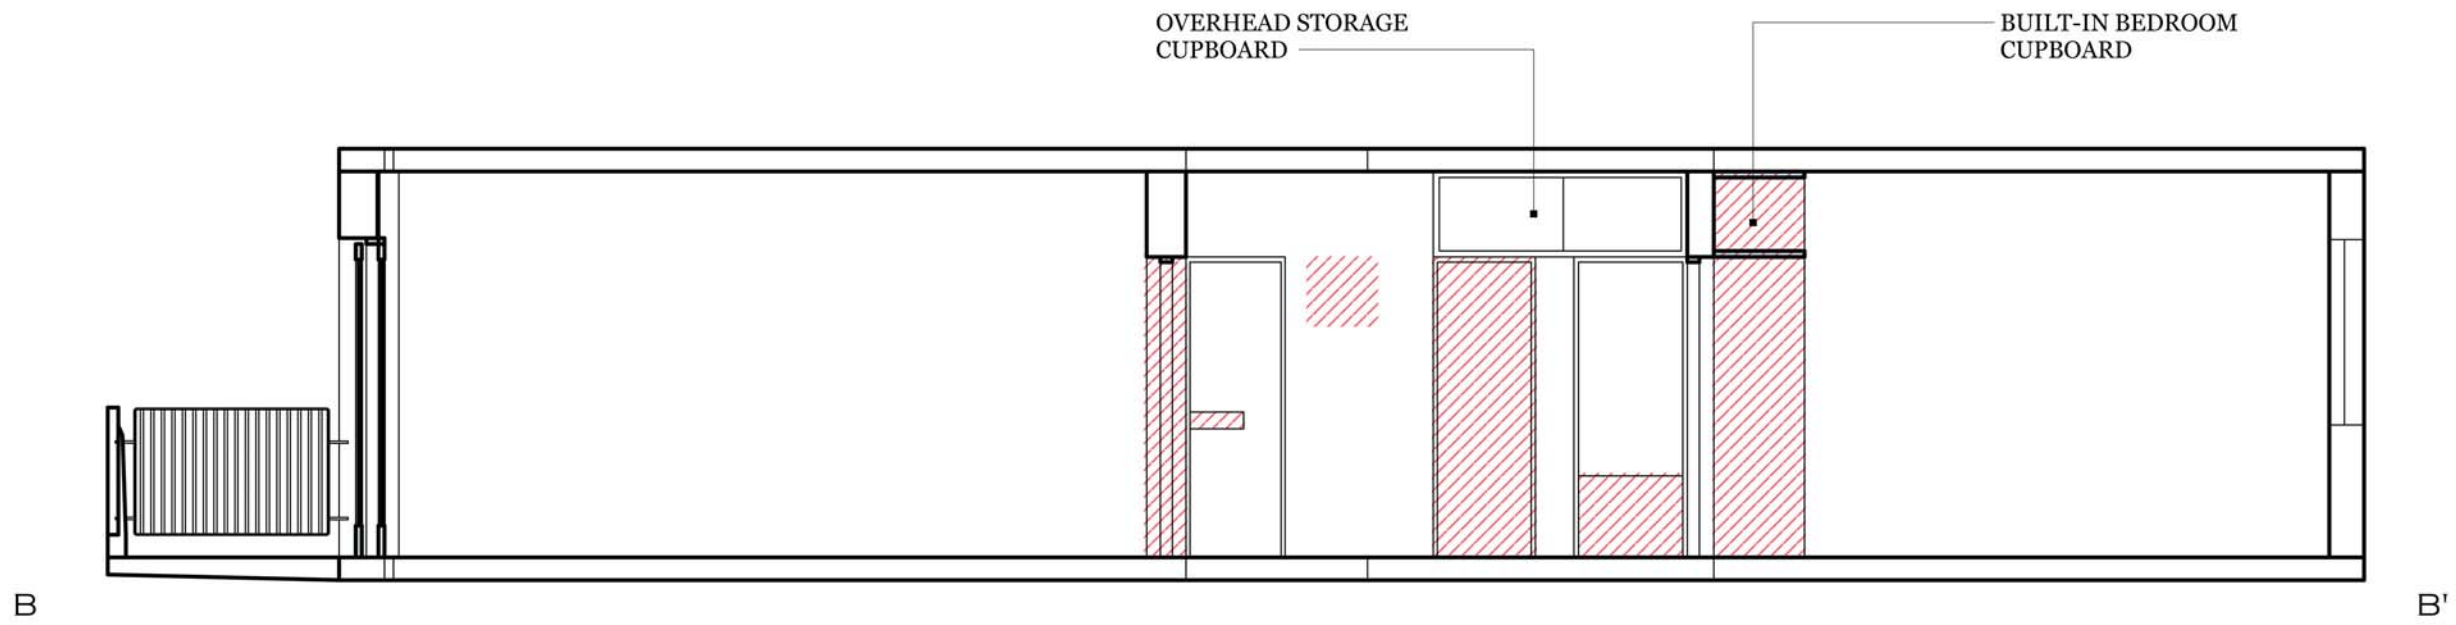 OVERHEAD STORAGE
CUPBOARD
BUILT-IN BEDROOM
CUPBOARD
B
B'